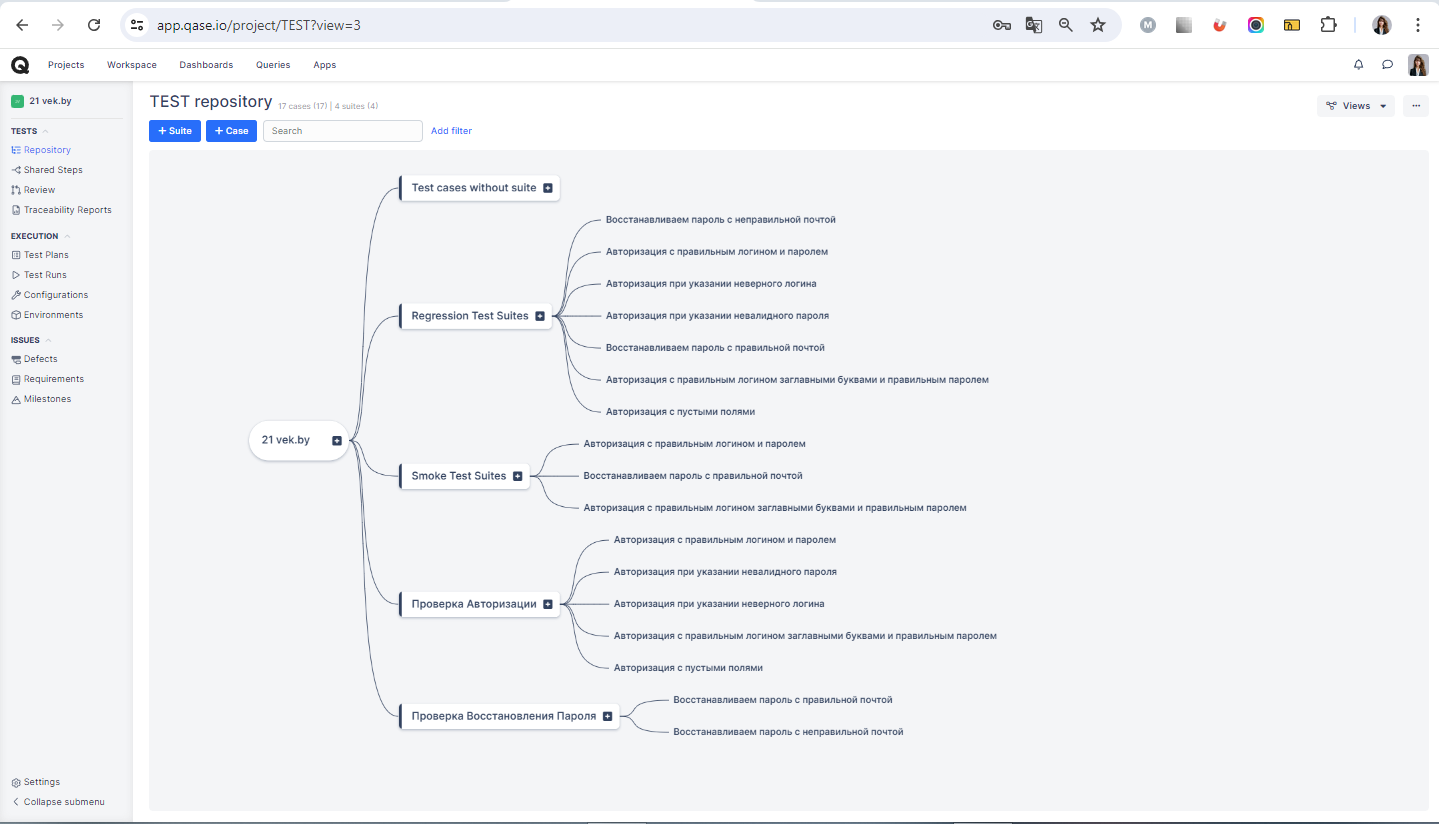 app.qase.io/project/TEST?view=3
Projects Workspace Dashboards Queries Apps
21 vek.by
TESTS
Repository
Shared Steps
Review
Traceability Reports
EXECUTION
Test Plans
Test Runs
Configurations
Environments
ISSUES
Defects
Requirements
Milestones
Settings
Collapse submenu
TEST repository 17 cases (17) | 4 suites (4)
Views
+ Suite + Case Search Add filter
21 vek.by
Test cases without suite
Regression Test Suites
Восстанавливаем пароль с неправильной почтой
Авторизация с правильным логином и паролем
Авторизация при указании неверного логина
Авторизация при указании невалидного пароля
Восстанавливаем пароль с правильной почтой
Авторизация с правильным логином заглавными буквами и правильным паролем
Авторизация с пустыми полями
Smoke Test Suites
Авторизация с правильным логином и паролем
Восстанавливаем пароль с правильной почтой
Авторизация с правильным логином заглавными буквами и правильным паролем
Проверка Авторизации
Авторизация с правильным логином и паролем
Авторизация при указании невалидного пароля
Авторизация при указании неверного логина
Авторизация с правильным логином заглавными буквами и правильным паролем
Авторизация с пустыми полями
Проверка Восстановления Пароля
Восстанавливаем пароль с правильной почтой
Восстанавливаем пароль с неправильной почтой